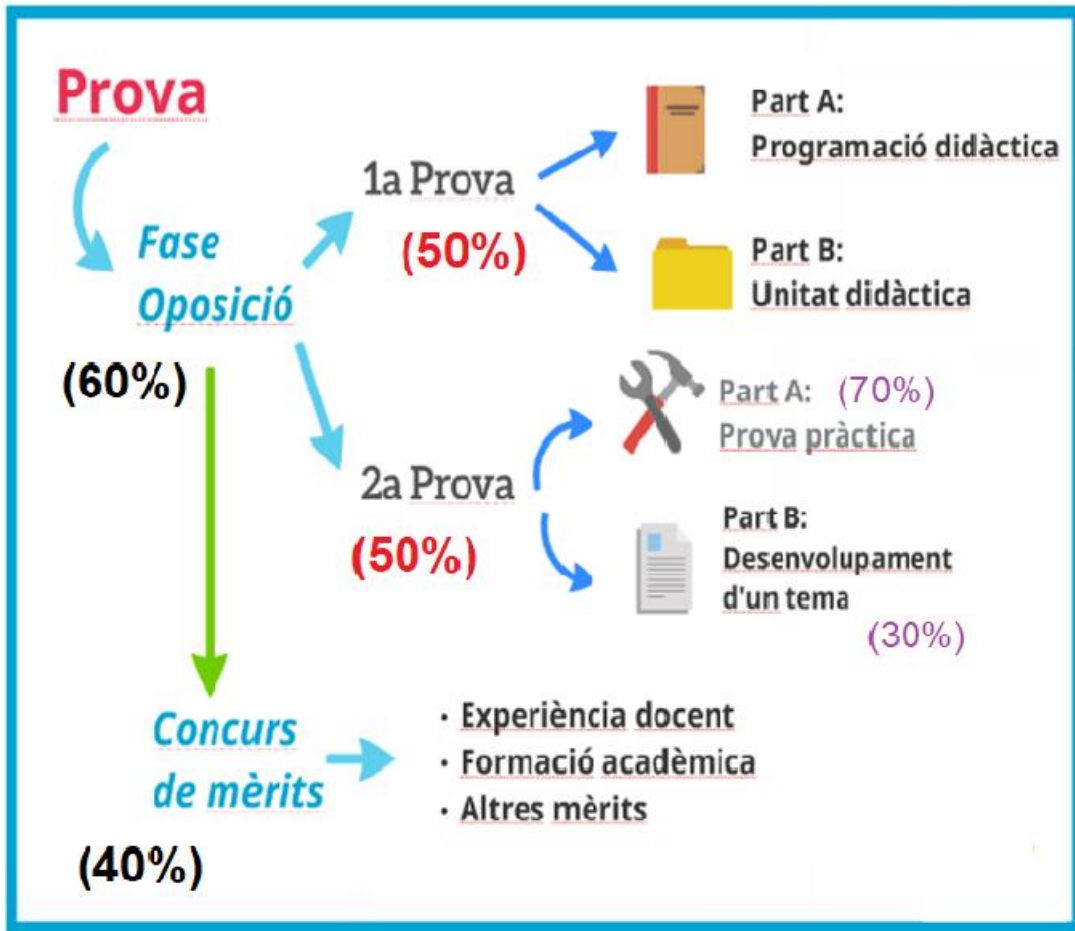 Prova
Fase
Oposició
(60%)
1a Prova
(50%)
Part A:
Programació didàctica
Part B:
Unitat didàctica
2a Prova
(50%)
Part A: (70%)
Prova pràctica
Part B:
Desenvolupament
d'un tema
(30%)
Concurs
de mèrits
(40%)
· Experiència docent
· Formació acadèmica
· Altres mèrits